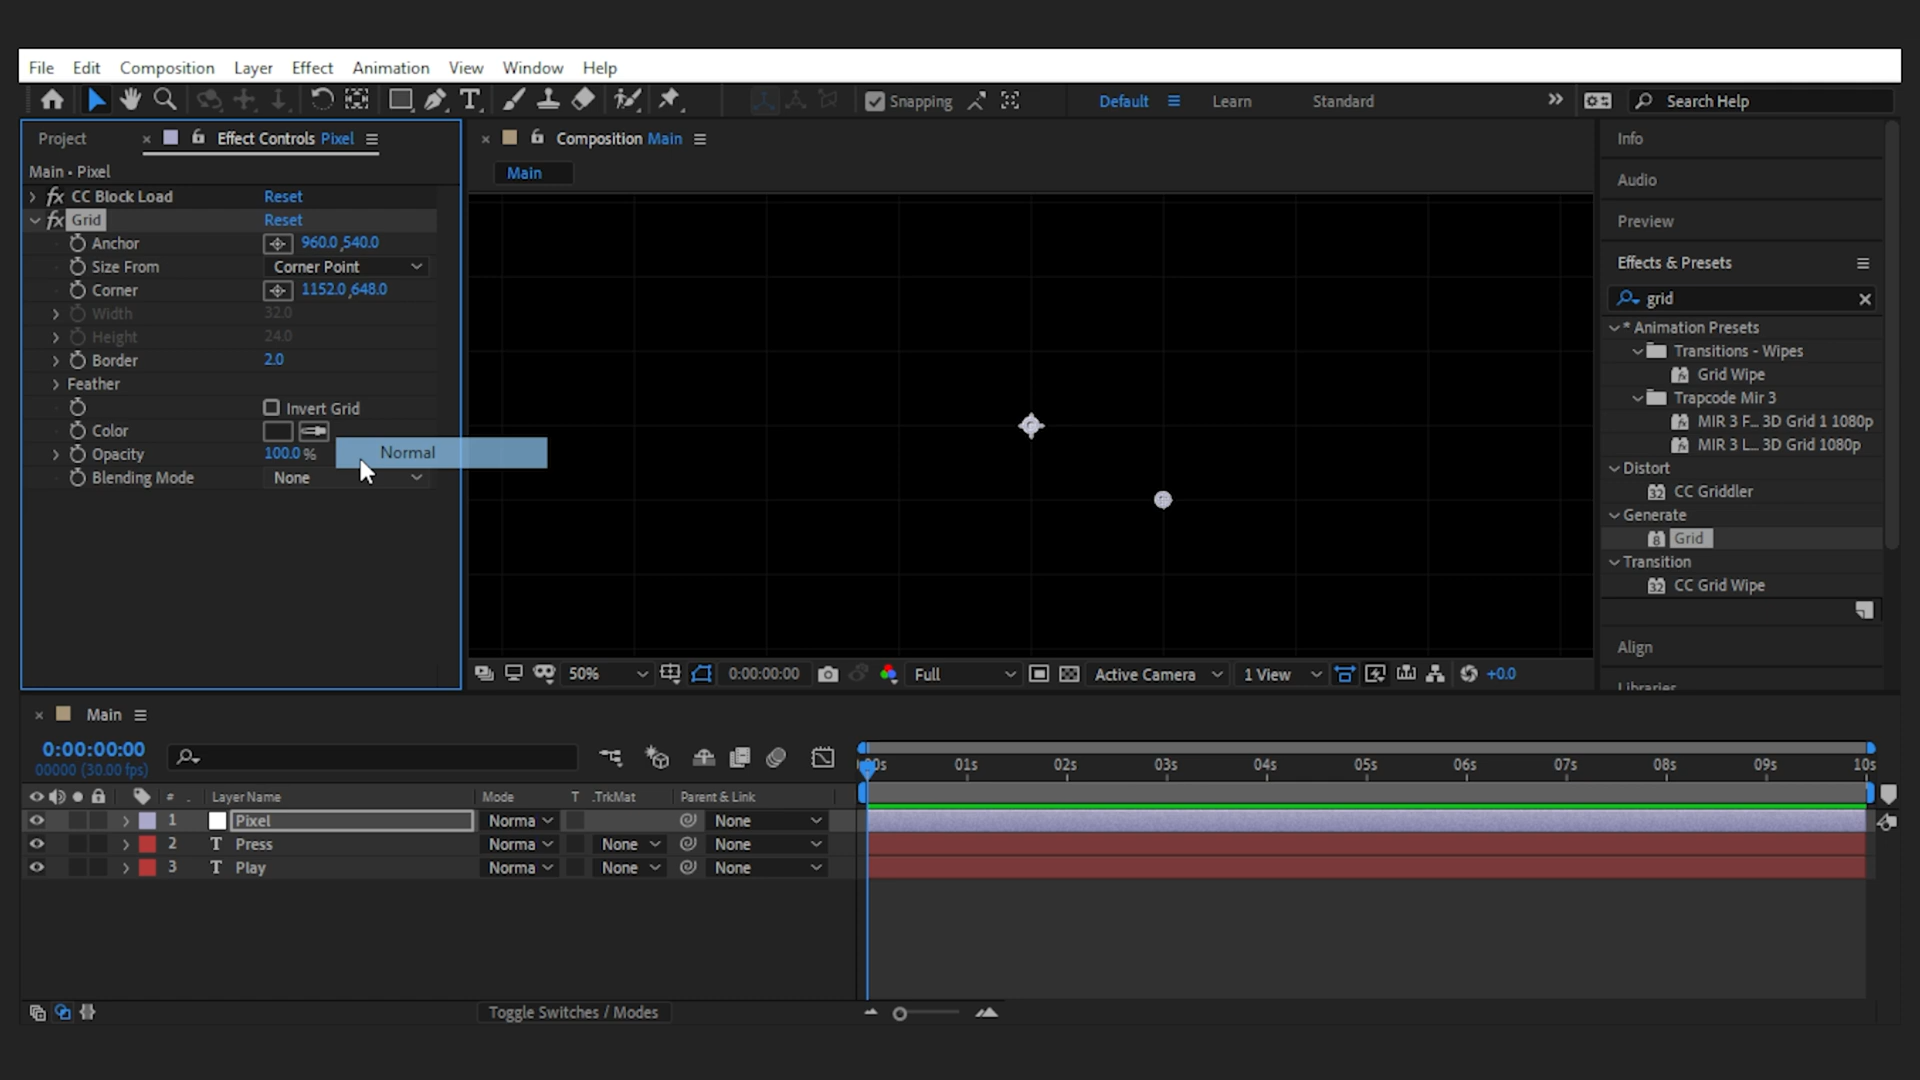 File Edit Composition Layer Effect Animation View Window Help
Snapping Default Learn Standard Search Help
Project Effect Controls Pixel
Main • Pixel
fx CC Block Load Reset
fx Grid Reset
Anchor 960.0,540.0
Size From Corner Point
Corner 1152.0,648.0
Width 32.0
Height 24.0
Border 2.0
Feather
Invert Grid
Color
Opacity 100.0 %
Normal
Blending Mode None
Composition Main
Main
50% 0:00:00:00 Full Active Camera 1 View +0.0
Info
Audio
Preview
Effects & Presets
grid
* Animation Presets
Transitions - Wipes
Grid Wipe
Trapcode Mir 3
MIR 3 F... 3D Grid 1 1080p
MIR 3 L... 3D Grid 1080p
Distort
32 CC Griddler
Generate
8 Grid
Transition
32 CC Grid Wipe
Align
Main
0:00:00:00
00000 (30.00 fps)
01s 02s 03s 04s 05s 06s 07s 08s 09s 10s
# Layer Name Mode T .TrkMat Parent & Link
1 Pixel Norma None
2 T Press Norma None None
3 T Play Norma None None
Toggle Switches / Modes